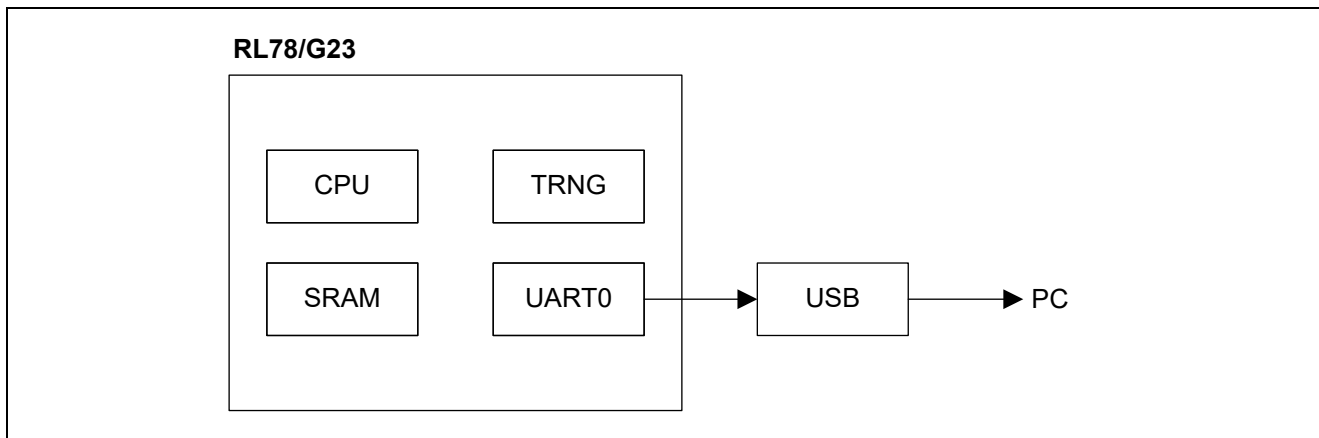 RL78/G23
CPU
TRNG
SRAM
UART0
USB
PC